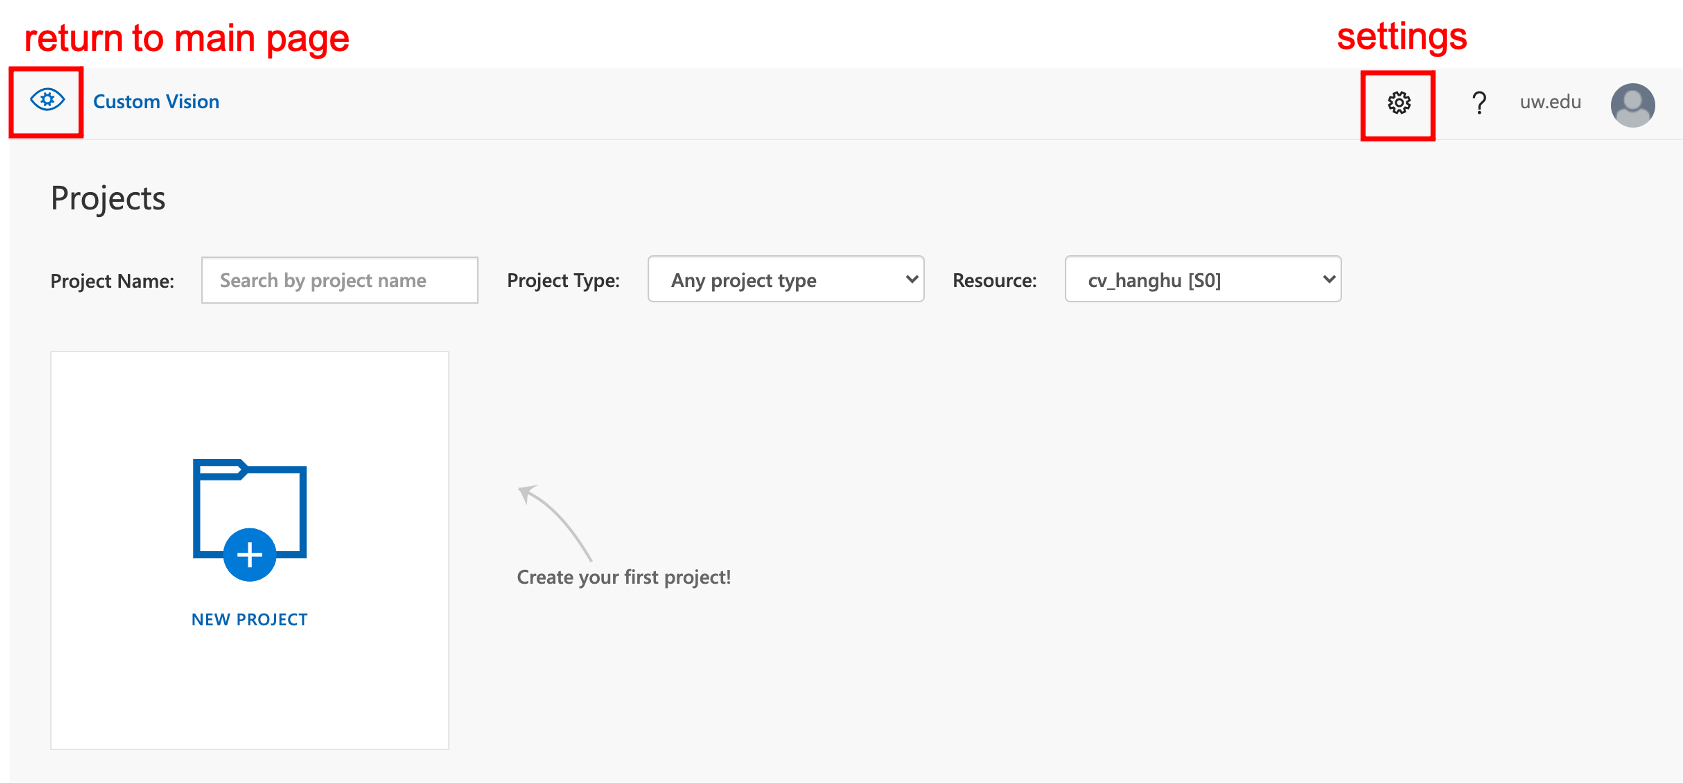 return to main page
settings
Custom Vision
? uw.edu
Projects
Project Name: Search by project name Project Type: Any project type Resource: cv_hanghu [S0]
Create your first project!
NEW PROJECT